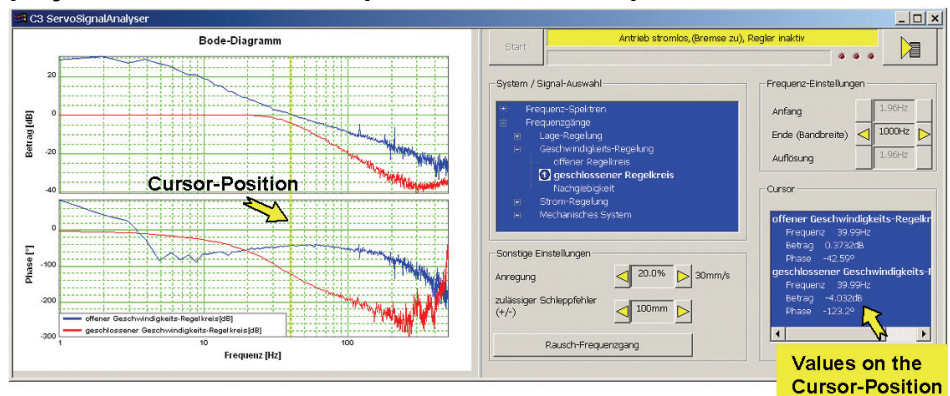 C3 ServoSignalAnalyser
Bode-Diagramm
20
0
-20
-40
Betrag [dB]
Cursor-Position
0
-100
-200
-300
Phase [°]
offener Geschwindigkeits-Regelkreis[dB]
geschlossener Geschwindigkeits-Regelkreis[dB]
1 10 100
Frequenz [Hz]
Start
Antrieb stromlos,(Bremse zu), Regler inaktiv
System / Signal-Auswahl
Frequenz-Spektren
Frequenzgänge
Lage-Regelung
Geschwindigkeits-Regelung
offener Regelkreis
1 geschlossener Regelkreis
Nachgiebigkeit
Strom-Regelung
Mechanisches System
Sonstige Einstellungen
Anregung 20.0% 30mm/s
zulässiger Schleppfehler
(+/-) 100mm
Rausch-Frequenzgang
Frequenz-Einstellungen
Anfang 1.96Hz
Ende (Bandbreite) 1000Hz
Auflösung 1.96Hz
Cursor
offener Geschwindigkeits-Regelkr
Frequenz 39.99Hz
Betrag 0.3732dB
Phase -42.59°
geschlossener Geschwindigkeits-F
Frequenz 39.99Hz
Betrag -4.032dB
Phase -123.2°
Values on the
Cursor-Position